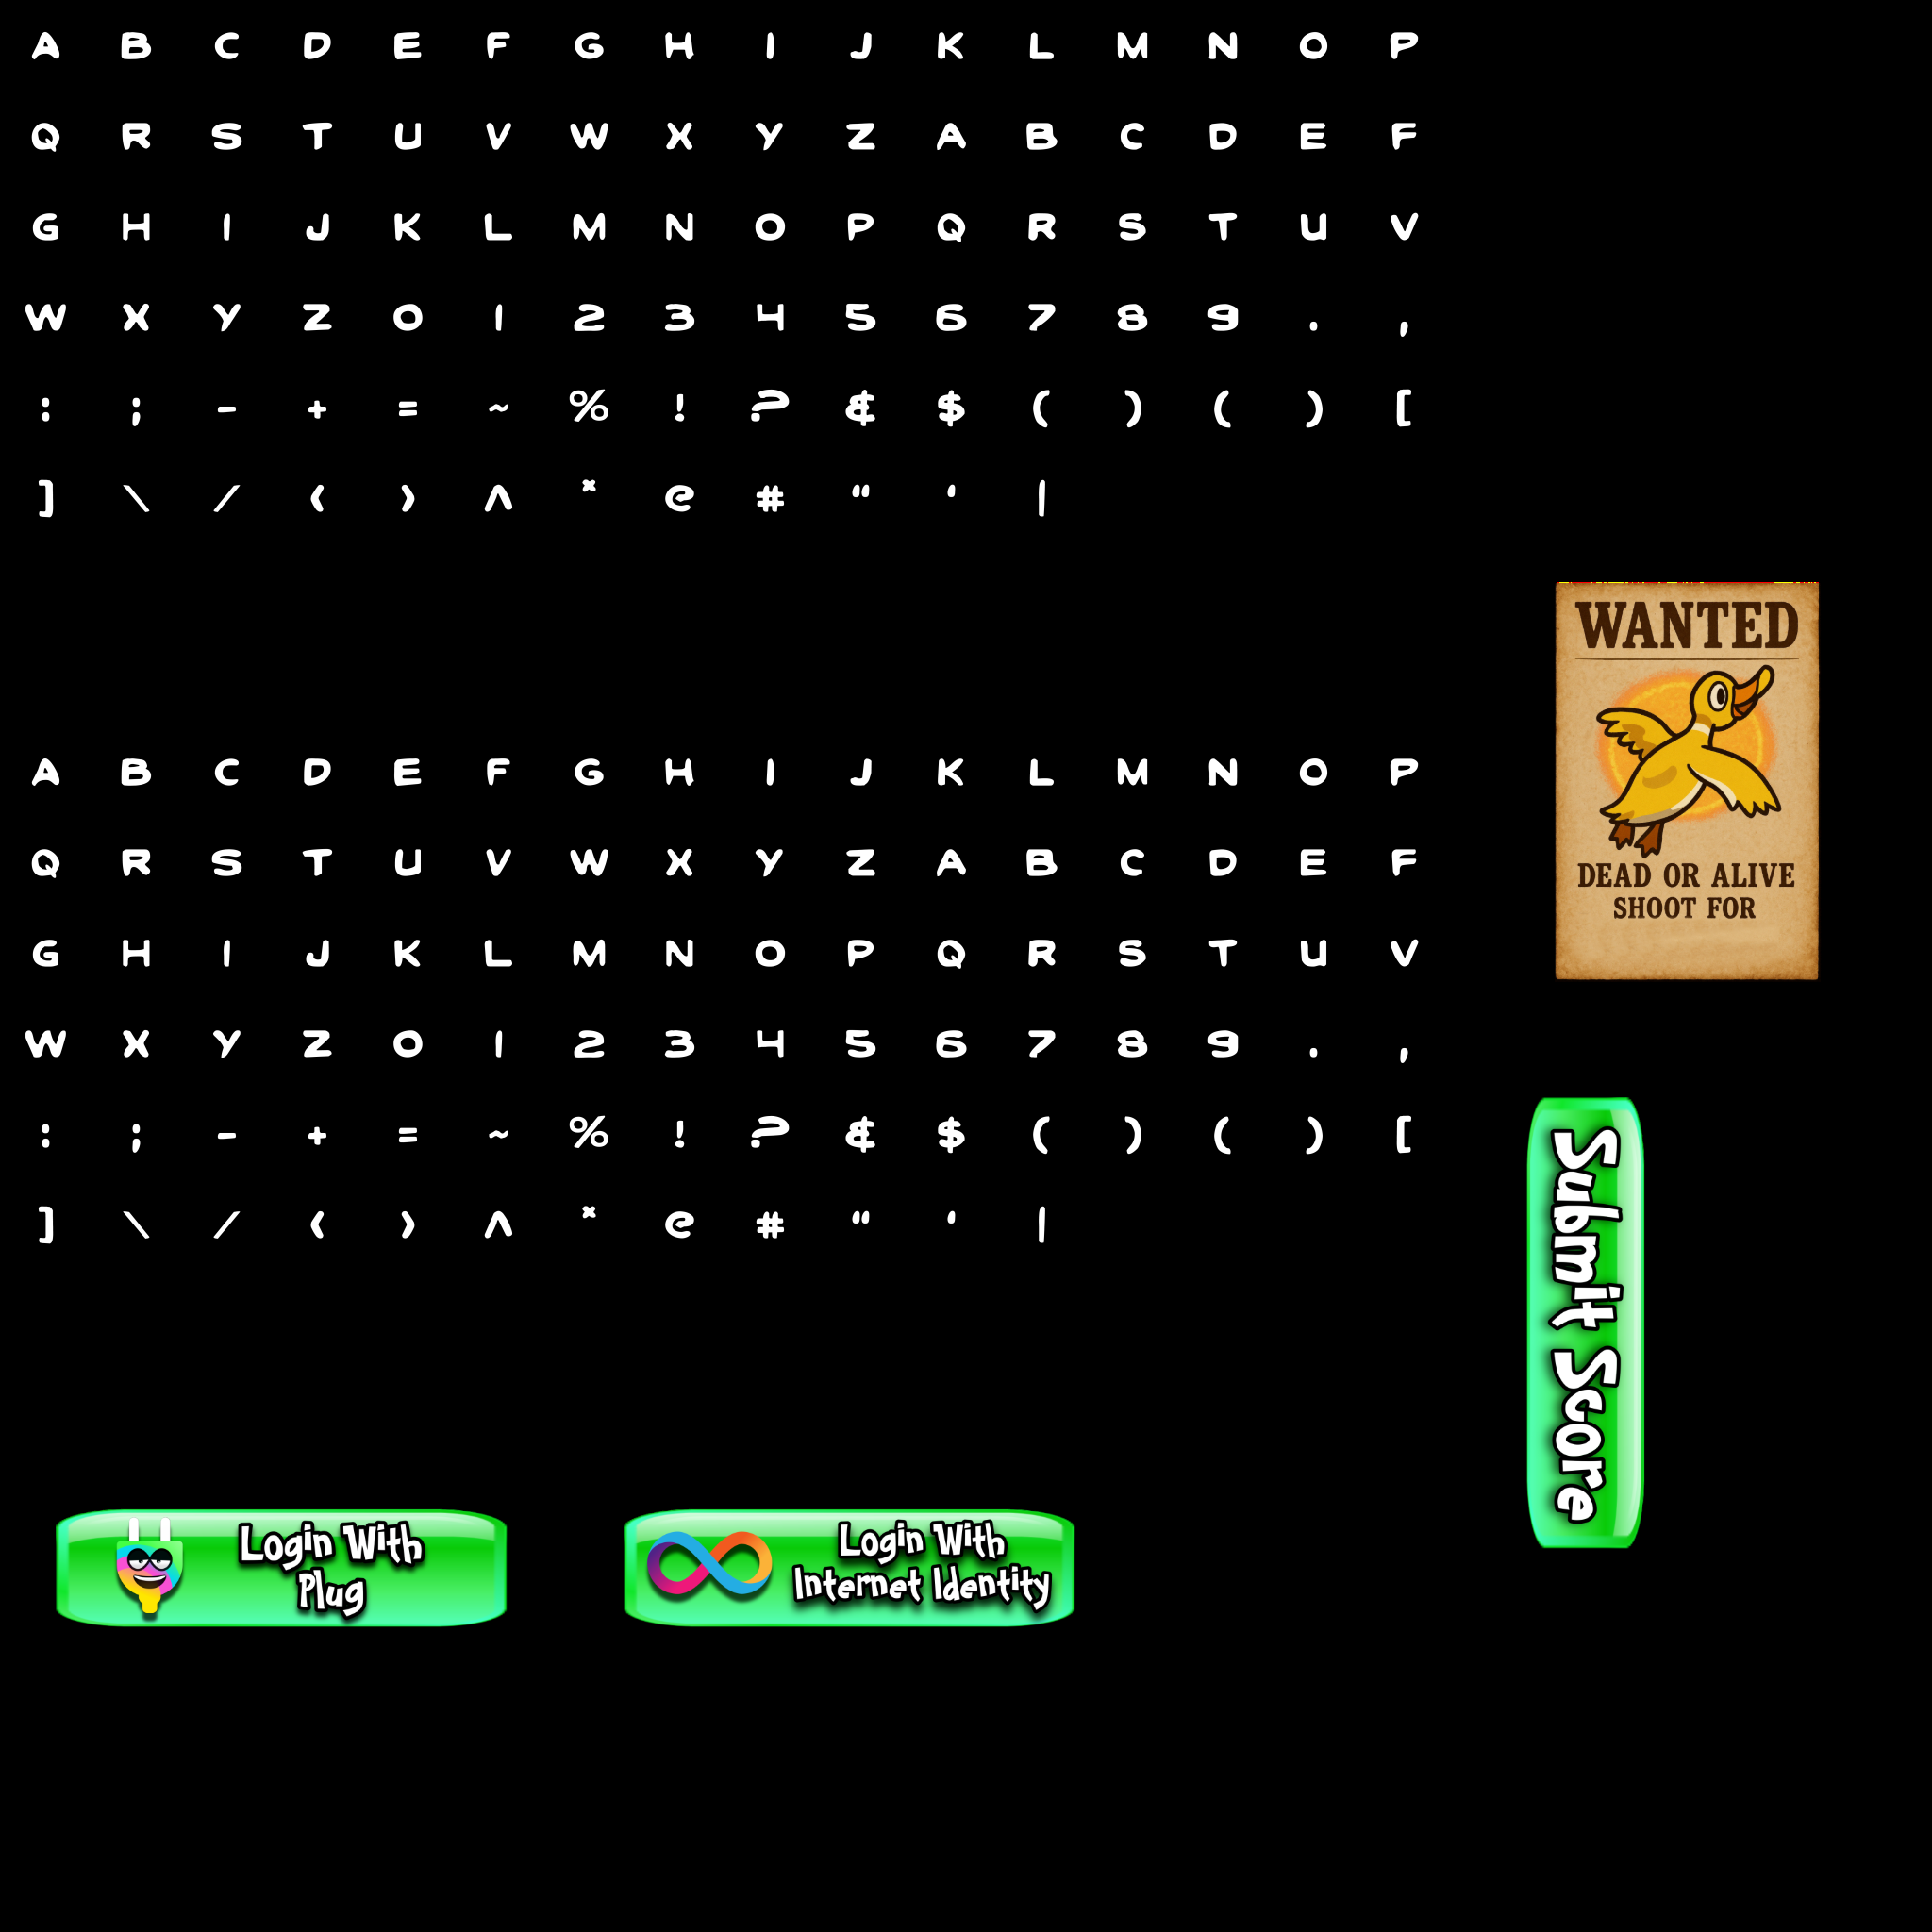 A B C D E F G H I J K L M N O P
Q R S T U V W X Y Z A B C D E F
G H I J K L M N O P Q R S T U V
W X Y Z 0 1 2 3 4 5 6 7 8 9 . ,
: ; - + = ~ % ! ? & $ ( ) ( ) [
] \ / < > ^ * @ # " ' |
WANTED
DEAD OR ALIVE
SHOOT FOR
A B C D E F G H I J K L M N O P
Q R S T U V W X Y Z A B C D E F
G H I J K L M N O P Q R S T U V
W X Y Z 0 1 2 3 4 5 6 7 8 9 . ,
: ; - + = ~ % ! ? & $ ( ) ( ) [
] \ / < > ^ * @ # " ' |
Submit Score
Login With
Plug
Login With
Internet Identity